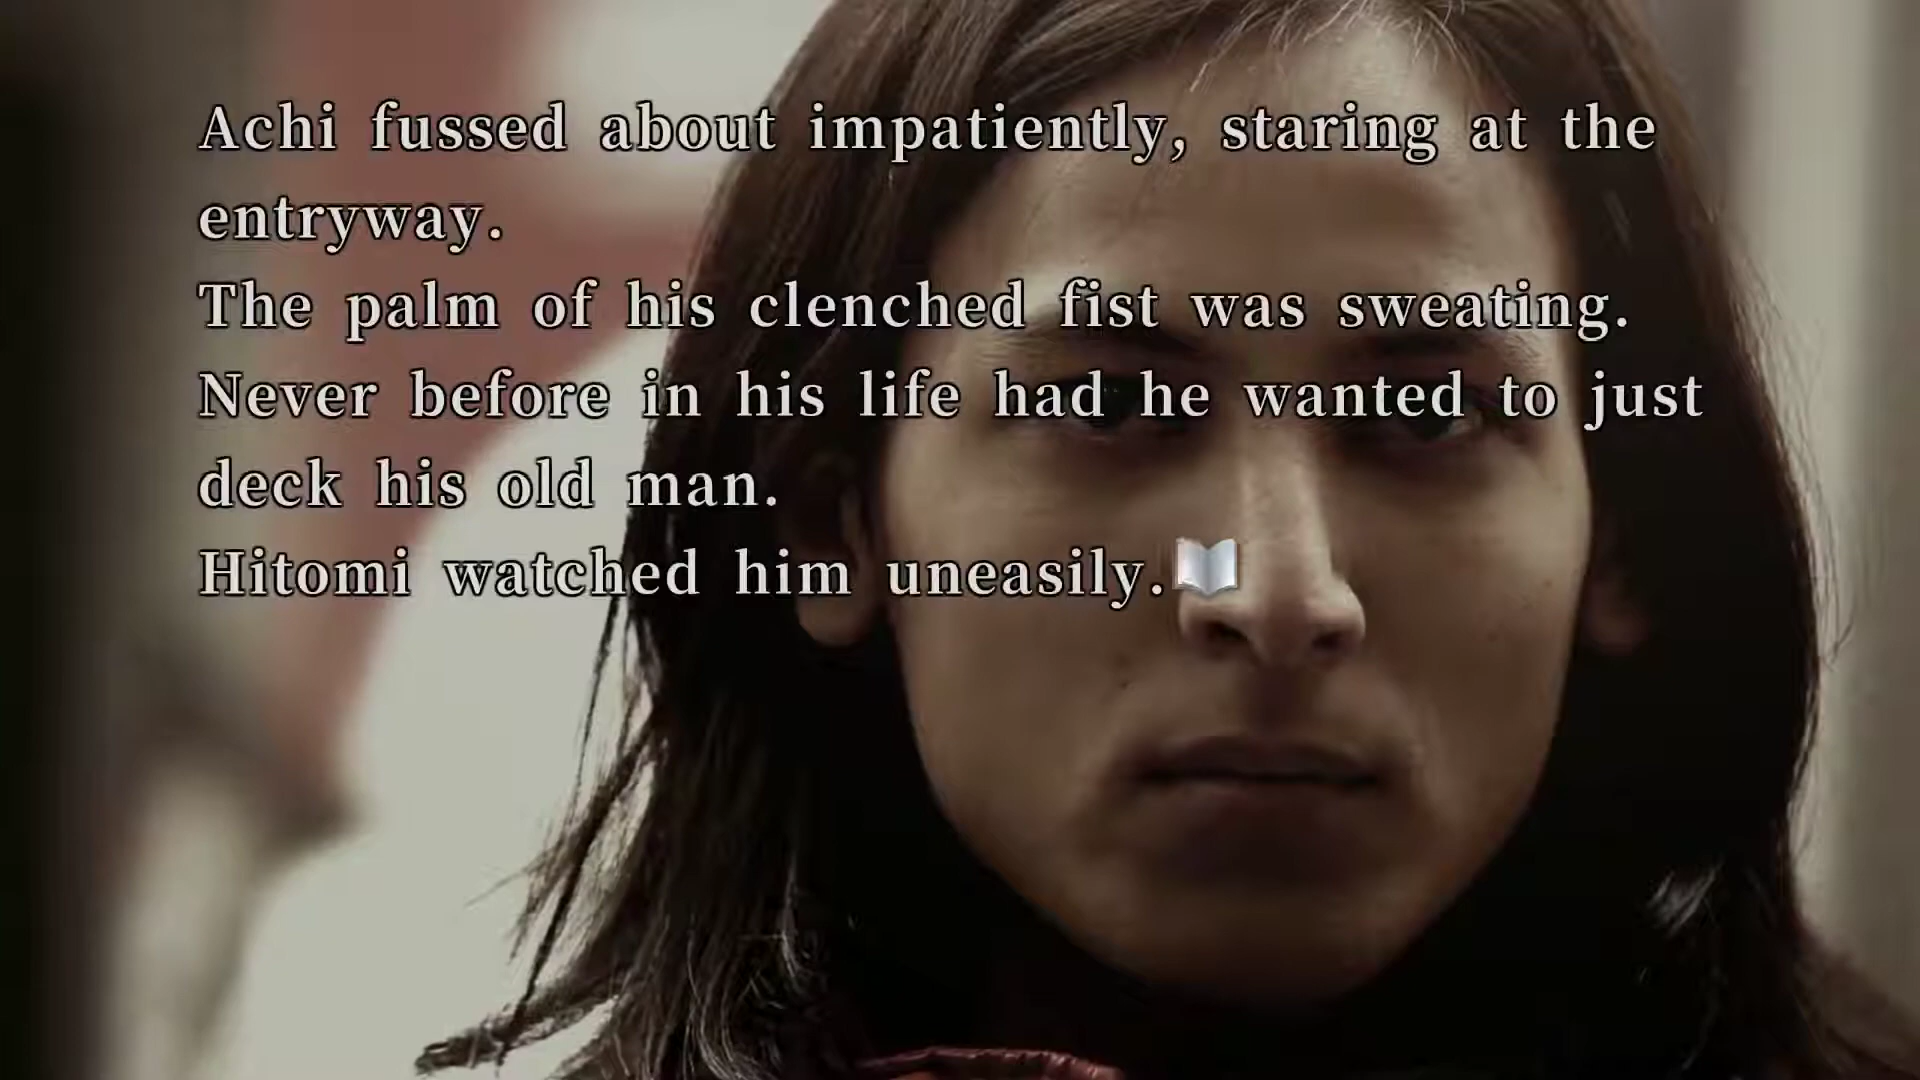 Achi fussed about impatiently, staring at the
entryway.
The palm of his clenched fist was sweating.
Never before in his life had he wanted to just
deck his old man.
Hitomi watched him uneasily.